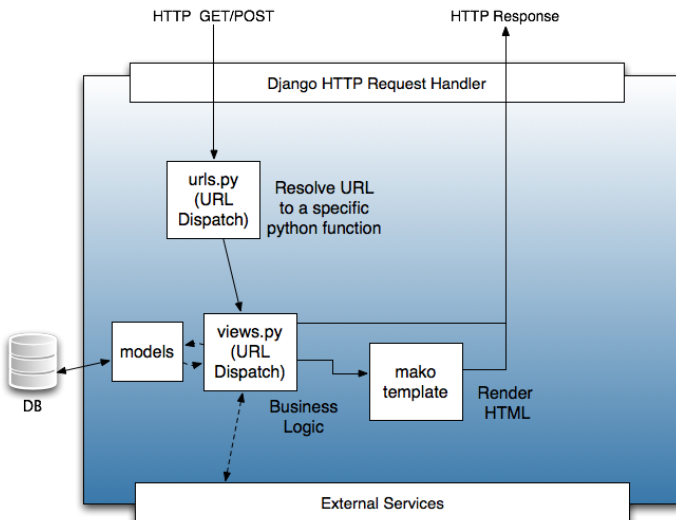 HTTP  GET/POST
HTTP Response
Django HTTP Request Handler
urls.py
(URL
Dispatch)
Resolve URL
to a specific
python function
views.py
(URL
Dispatch)
models
DB
mako
template
Business
Logic
Render
HTML
External Services